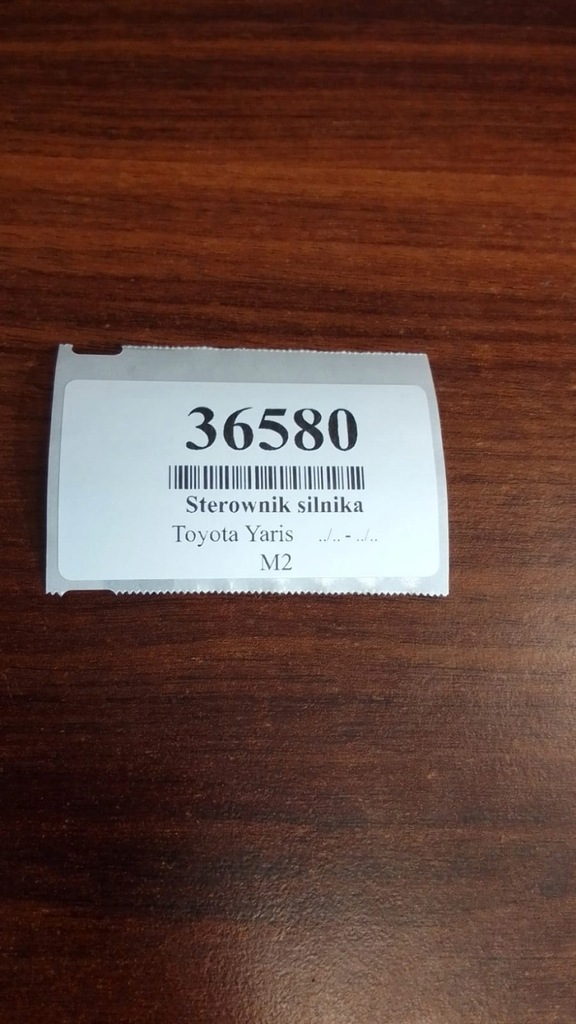 36580
Sterownik silnika
Toyota Yaris ../.. - ../..
M2